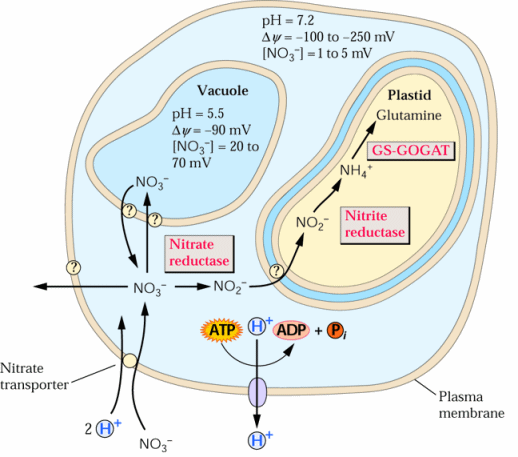 pH = 7.2
Δψ = –100 to –250 mV
[NO₃⁻] = 1 to 5 mV
Vacuole
pH = 5.5
Δψ = –90 mV
[NO₃⁻] = 20 to
70 mV
Plastid
Glutamine
GS-GOGAT
NH₄⁺
NO₃⁻
?
?
NO₂⁻
Nitrite
reductase
Nitrate
reductase
?
?
NO₃⁻
NO₂⁻
ATP
H⁺
ADP + Pi
Nitrate
transporter
Plasma
membrane
2 H⁺
NO₃⁻
H⁺